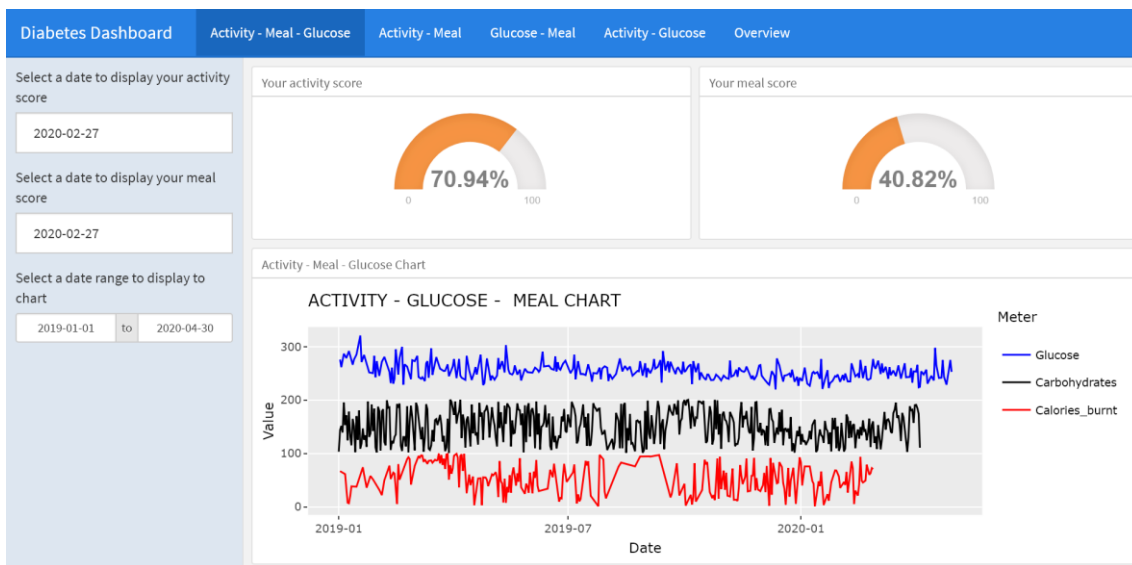 Diabetes Dashboard
Activity - Meal - Glucose
Activity - Meal
Glucose - Meal
Activity - Glucose
Overview
Select a date to display your activity
score
2020-02-27
Select a date to display your meal
score
2020-02-27
Select a date range to display to
chart
2019-01-01 to 2020-04-30
Your activity score
70.94%
0 100
Your meal score
40.82%
0 100
Activity - Meal - Glucose Chart
ACTIVITY - GLUCOSE - MEAL CHART
Value
300
200
100
0
2019-01 2019-07 2020-01
Date
Meter
Glucose
Carbohydrates
Calories_burnt